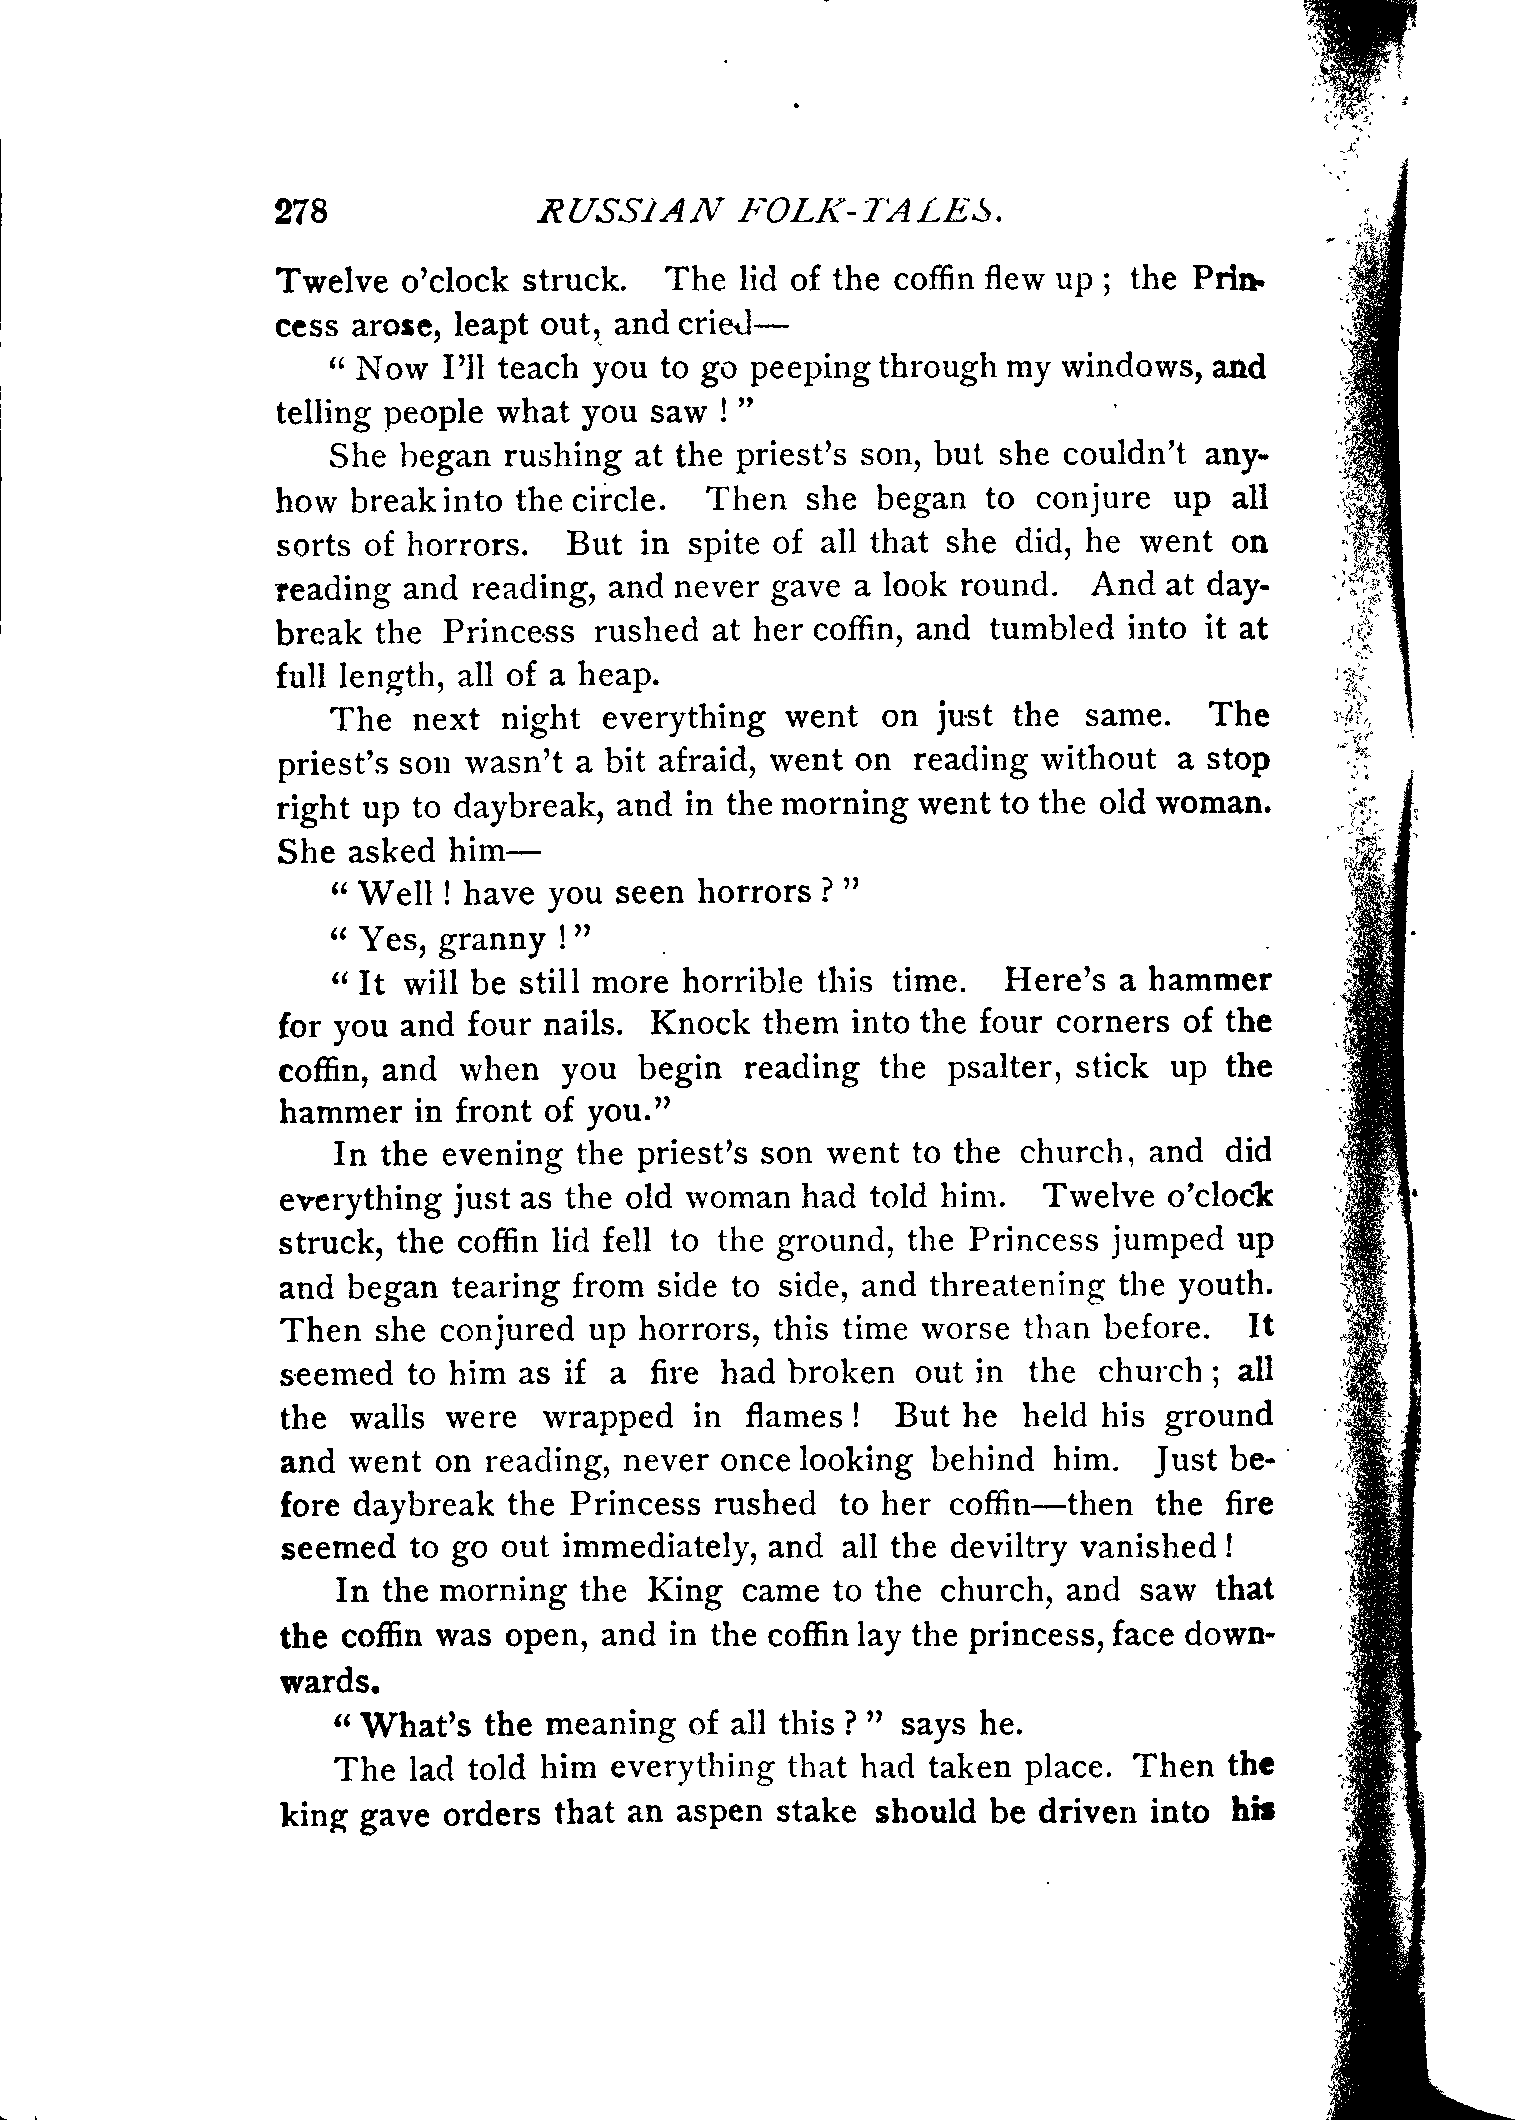 278 RUSSIAN FOLK-TALES.
Twelve o'clock struck. The lid of the coffin flew up ; the Prin-
cess arose, leapt out, and cried—
“ Now I'll teach you to go peeping through my windows, and
telling people what you saw ! ”
She began rushing at the priest's son, but she couldn't any-
how break into the circle. Then she began to conjure up all
sorts of horrors. But in spite of all that she did, he went on
reading and reading, and never gave a look round. And at day-
break the Princess rushed at her coffin, and tumbled into it at
full length, all of a heap.
The next night everything went on just the same. The
priest's son wasn't a bit afraid, went on reading without a stop
right up to daybreak, and in the morning went to the old woman.
She asked him—
“ Well ! have you seen horrors ? ”
“ Yes, granny ! ”
“ It will be still more horrible this time. Here's a hammer
for you and four nails. Knock them into the four corners of the
coffin, and when you begin reading the psalter, stick up the
hammer in front of you.”
In the evening the priest's son went to the church, and did
everything just as the old woman had told him. Twelve o'clock
struck, the coffin lid fell to the ground, the Princess jumped up
and began tearing from side to side, and threatening the youth.
Then she conjured up horrors, this time worse than before. It
seemed to him as if a fire had broken out in the church ; all
the walls were wrapped in flames ! But he held his ground
and went on reading, never once looking behind him. Just be-
fore daybreak the Princess rushed to her coffin—then the fire
seemed to go out immediately, and all the deviltry vanished !
In the morning the King came to the church, and saw that
the coffin was open, and in the coffin lay the princess, face down-
wards.
“ What's the meaning of all this ? ” says he.
The lad told him everything that had taken place. Then the
king gave orders that an aspen stake should be driven into his